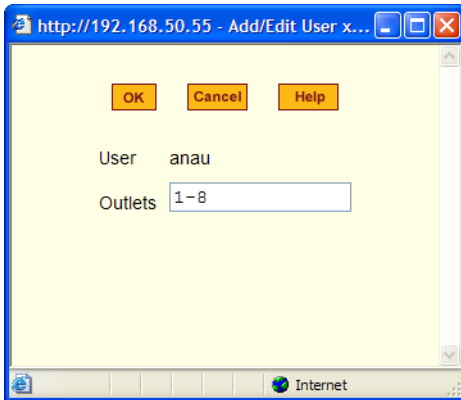 http://192.168.50.55 - Add/Edit User x...
OK Cancel Help
User anau
Outlets 1-8
Internet